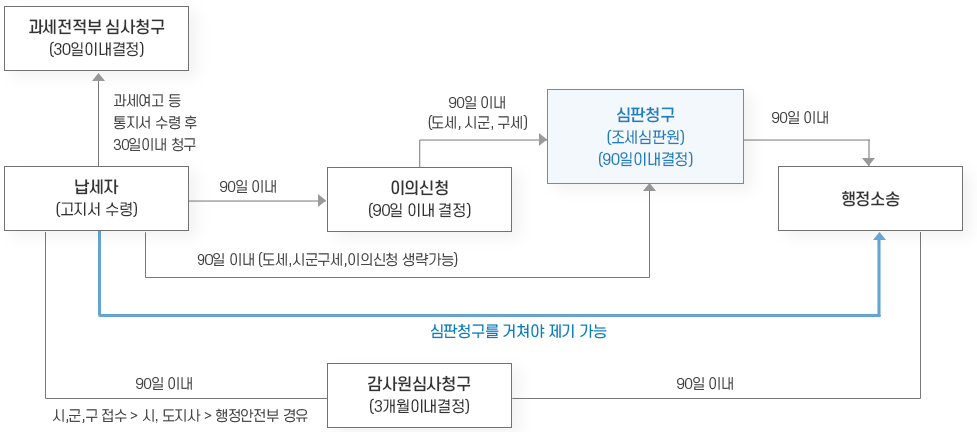 과세전적부 심사청구
(30일이내결정)
과세여고 등
통지서 수령 후
30일이내 청구
납세자
(고지서 수령)
90일 이내
이의신청
(90일 이내 결정)
90일 이내
(도세, 시군, 구세)
심판청구
(조세심판원)
(90일이내결정)
90일 이내
행정소송
90일 이내 (도세,시군구세,이의신청 생략가능)
심판청구를 거쳐야 제기 가능
90일 이내
시,군,구 접수 > 시, 도지사 > 행정안전부 경유
감사원심사청구
(3개월이내결정)
90일 이내